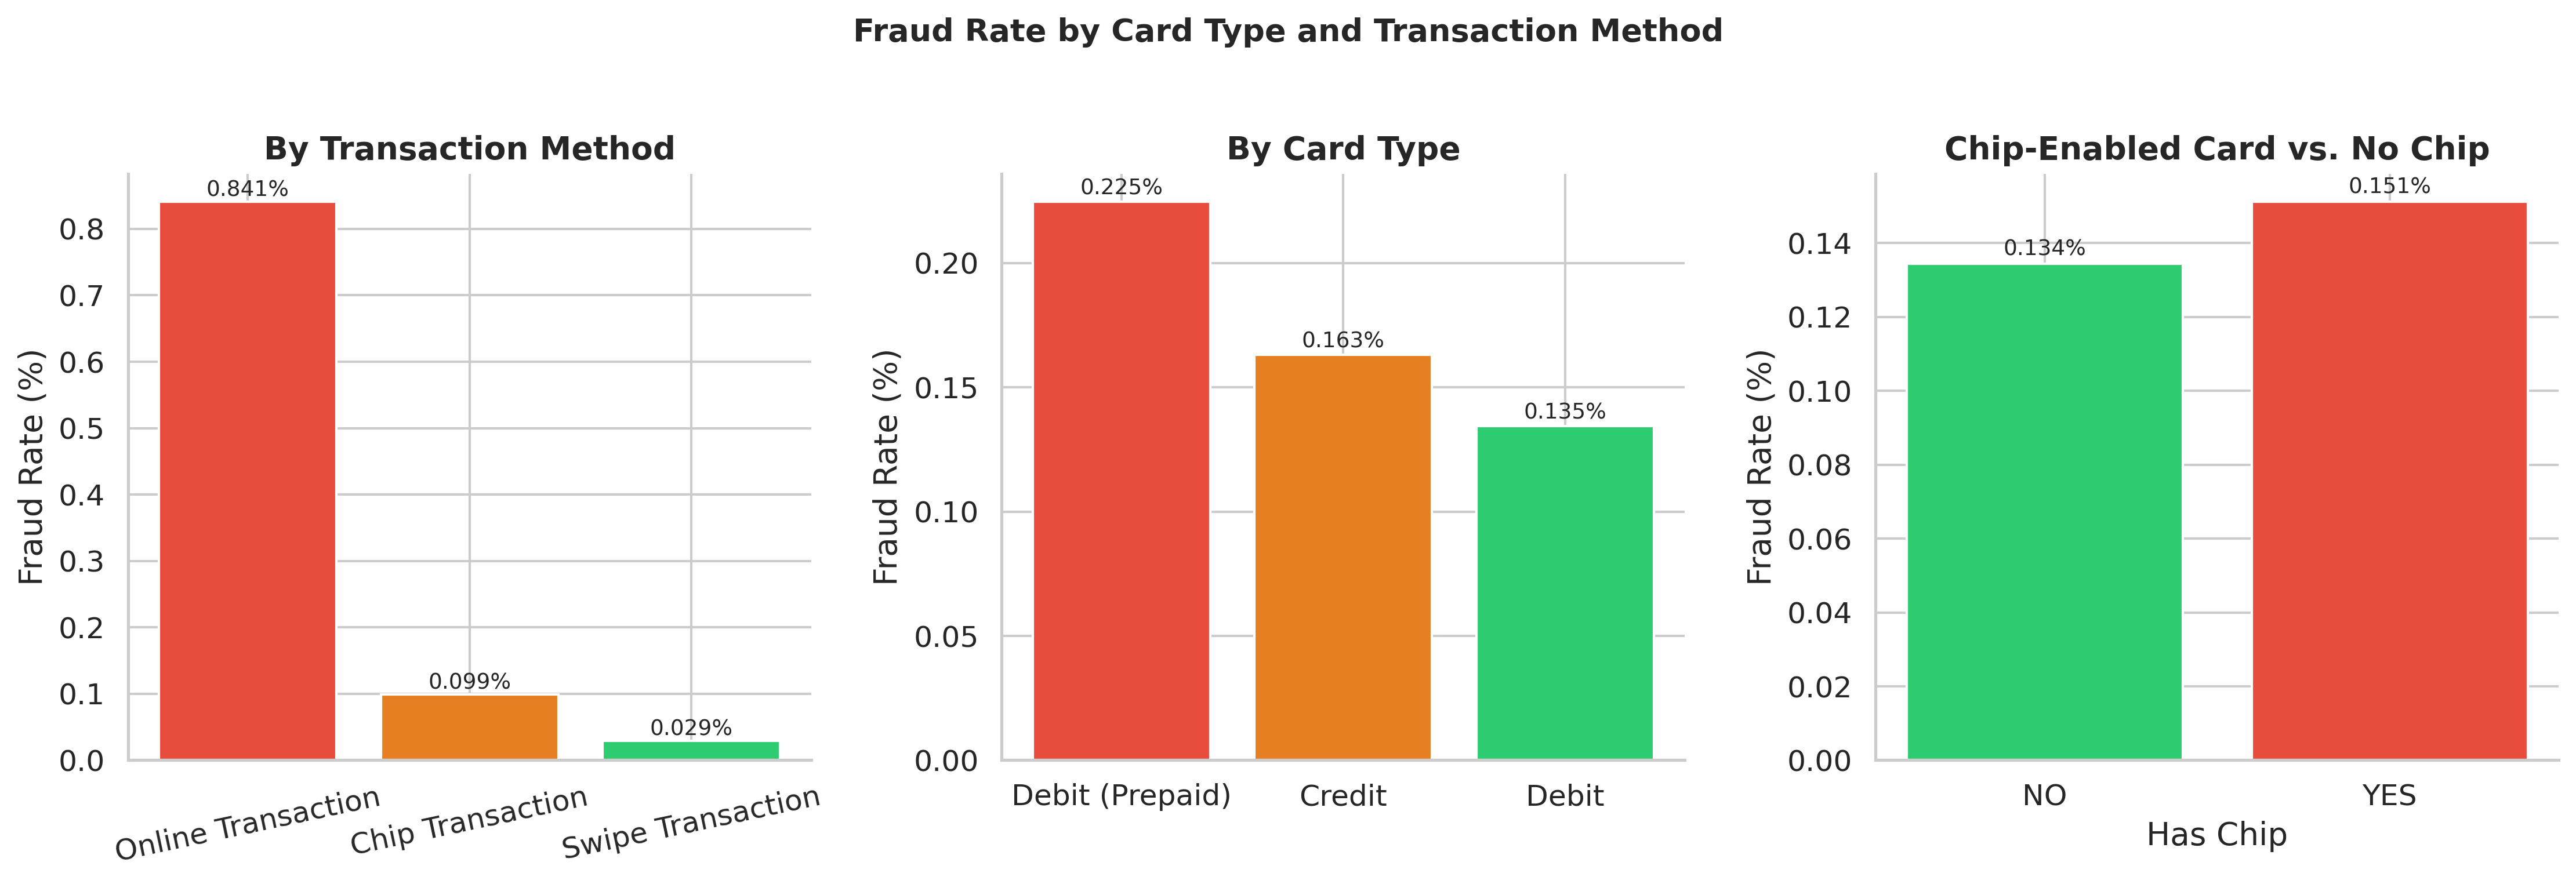 Fraud Rate by Card Type and Transaction Method
By Transaction Method
Fraud Rate (%)
0.8
0.7
0.6
0.5
0.4
0.3
0.2
0.1
0.0
0.841%
0.099%
0.029%
Online Transaction
Chip Transaction
Swipe Transaction
By Card Type
Fraud Rate (%)
0.20
0.15
0.10
0.05
0.00
0.225%
0.163%
0.135%
Debit (Prepaid)
Credit
Debit
Chip-Enabled Card vs. No Chip
Fraud Rate (%)
0.14
0.12
0.10
0.08
0.06
0.04
0.02
0.00
0.134%
0.151%
NO
YES
Has Chip